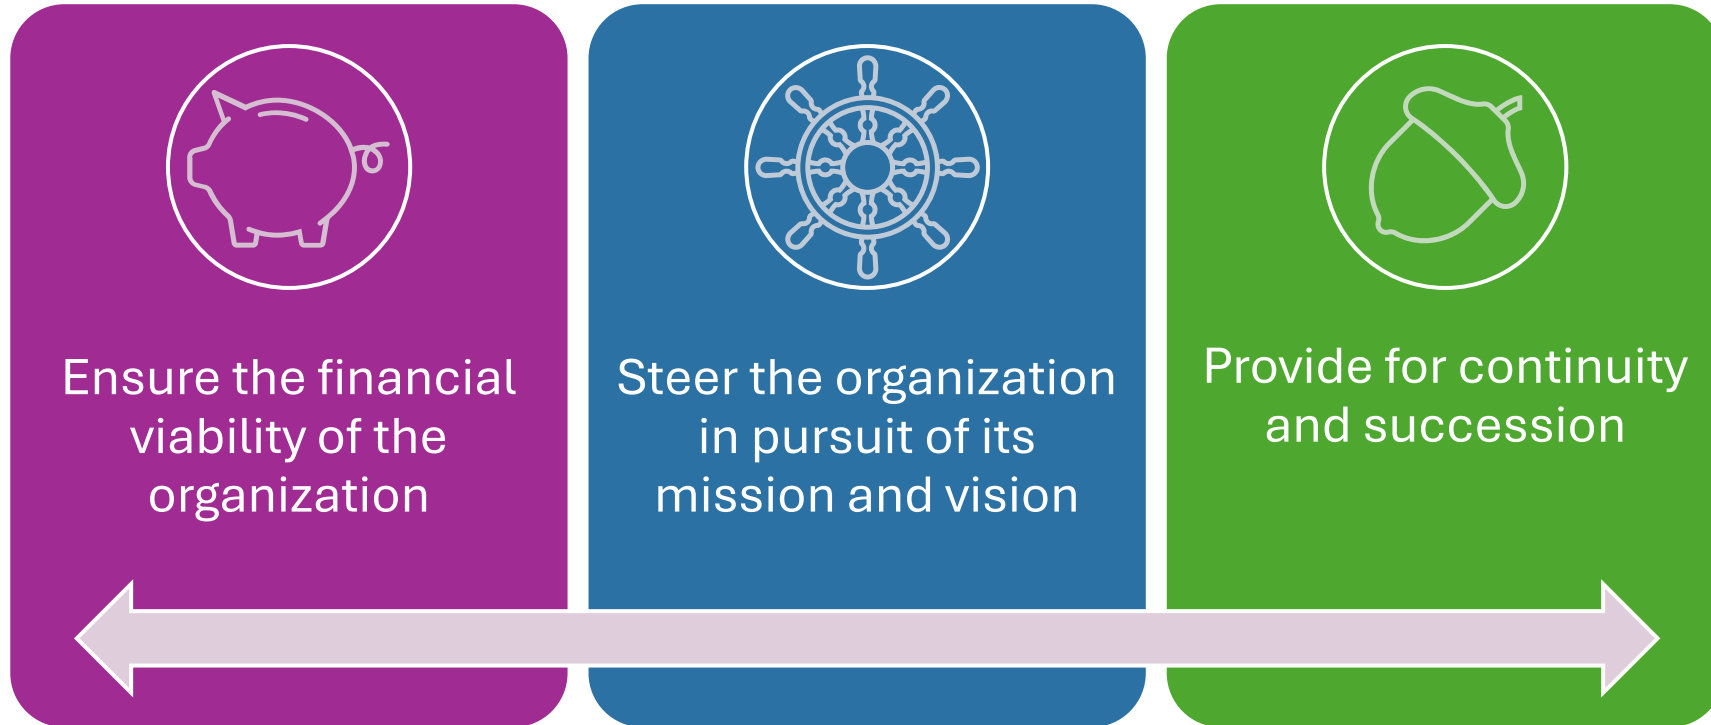 Ensure the financial
viability of the
organization
Steer the organization
in pursuit of its
mission and vision
Provide for continuity
and succession